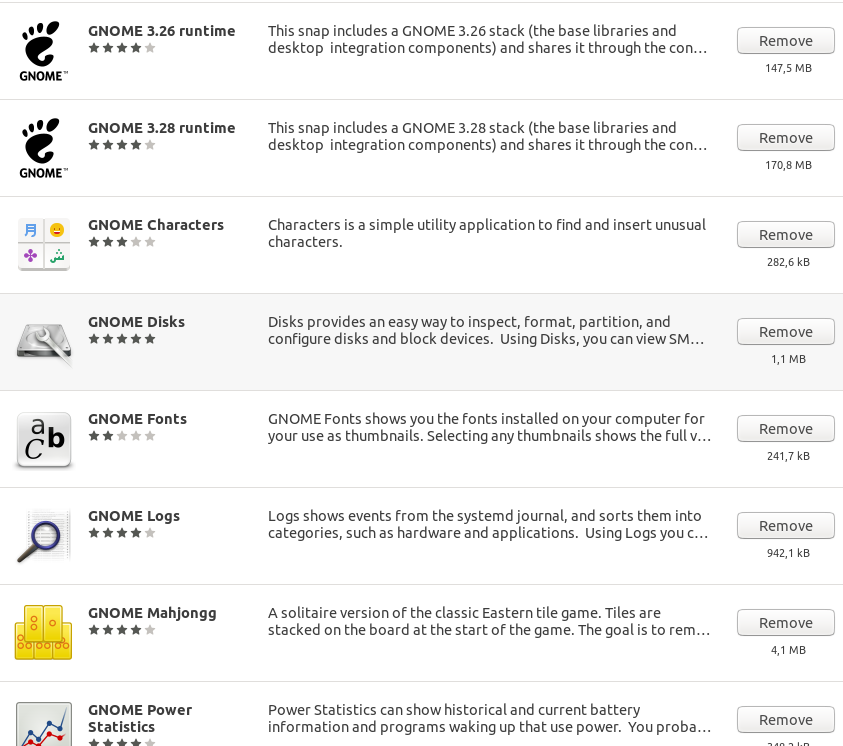 GNOME 3.26 runtime
This snap includes a GNOME 3.26 stack (the base libraries and
desktop  integration components) and shares it through the con…
Remove
147,5 MB
GNOME™
GNOME 3.28 runtime
This snap includes a GNOME 3.28 stack (the base libraries and
desktop  integration components) and shares it through the con…
Remove
170,8 MB
GNOME™
GNOME Characters
Characters is a simple utility application to find and insert unusual
characters.
Remove
282,6 kB
月
ش
GNOME Disks
Disks provides an easy way to inspect, format, partition, and
configure disks and block devices.  Using Disks, you can view SM…
Remove
1,1 MB
GNOME Fonts
GNOME Fonts shows you the fonts installed on your computer for
your use as thumbnails. Selecting any thumbnails shows the full v…
Remove
241,7 kB
a
b
C
GNOME Logs
Logs shows events from the systemd journal, and sorts them into
categories, such as hardware and applications.  Using Logs you c…
Remove
942,1 kB
GNOME Mahjongg
A solitaire version of the classic Eastern tile game. Tiles are
stacked on the board at the start of the game. The goal is to rem…
Remove
4,1 MB
GNOME Power
Statistics
Power Statistics can show historical and current battery
information and programs waking up that use power.  You proba…
Remove